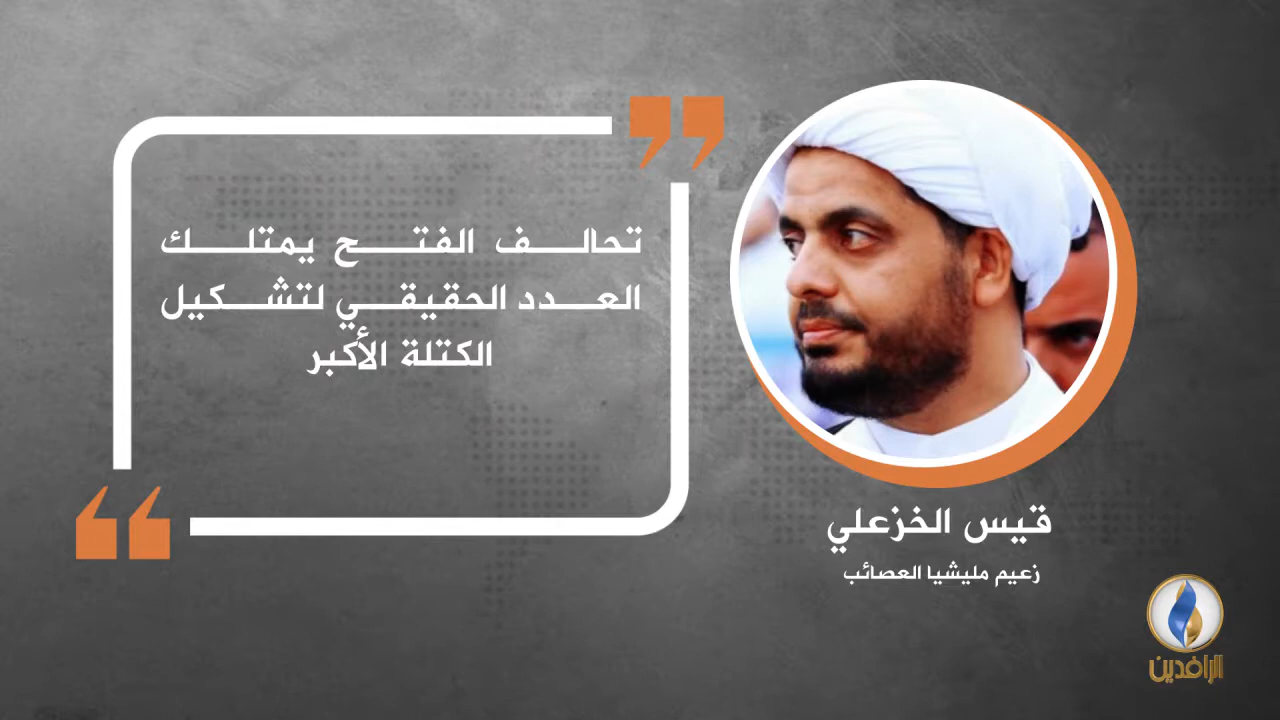 تحالف الفتح يمتلك
العدد الحقيقي لتشكيل
الكتلة الأكبر
قيس الخزعلي
زعيم مليشيا العصائب
الرافدين